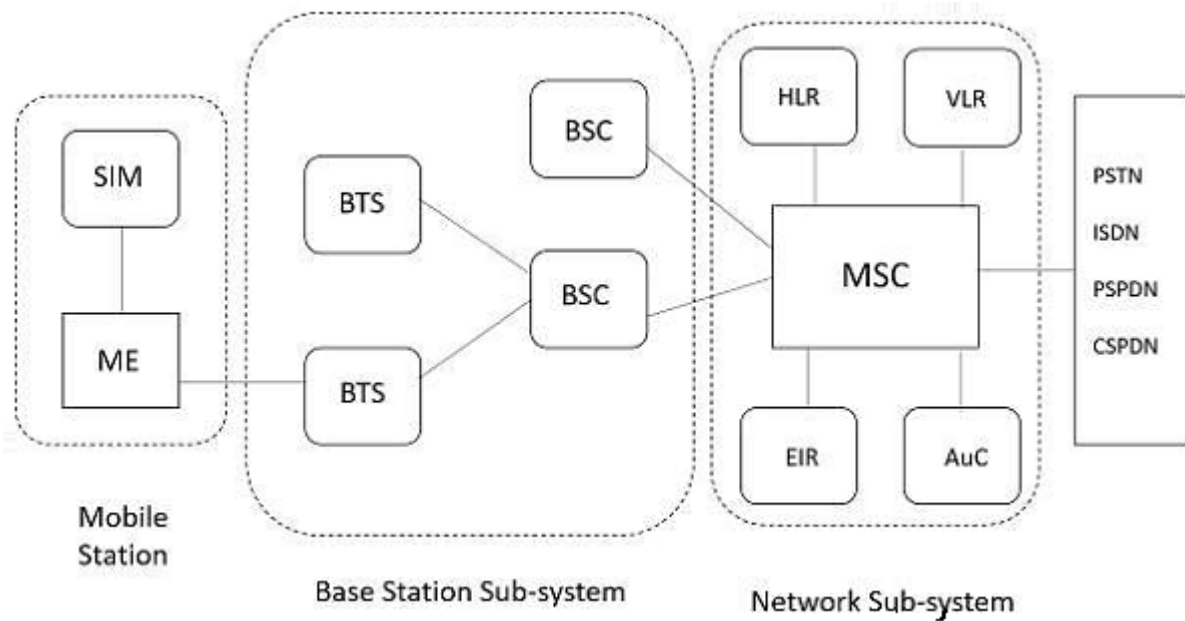 SIM
ME
Mobile
Station
BTS
BTS
BSC
BSC
Base Station Sub-system
HLR
VLR
MSC
EIR
AuC
Network Sub-system
PSTN
ISDN
PSPDN
CSPDN